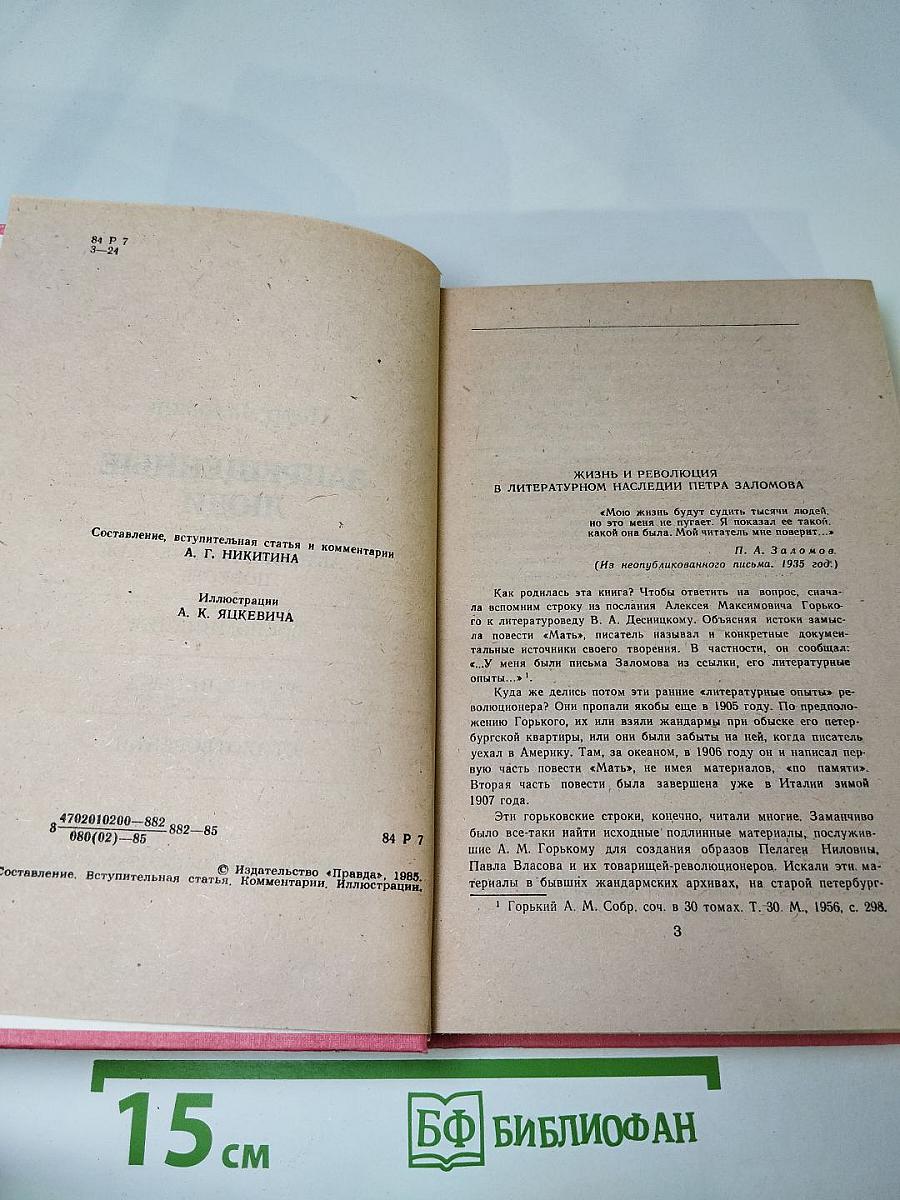 84 Р 7
З—24
Составление, вступительная статья и комментарии
А. Г. НИКИТИНА
Иллюстрации
А. К. ЯЦКЕВИЧА
З 4702010200—882 882—85
080(02)—85
84 Р 7
© Издательство «Правда», 1985.
Составление. Вступительная статья. Комментарии. Иллюстрации.
ЖИЗНЬ И РЕВОЛЮЦИЯ
В ЛИТЕРАТУРНОМ НАСЛЕДИИ ПЕТРА ЗАЛОМОВА
«Мою жизнь будут судить тысячи людей,
но это меня не пугает. Я показал ее такой,
какой она была. Мой читатель мне поверит...»
П. А. Заломов.
(Из неопубликованного письма. 1935 год.)
Как родилась эта книга? Чтобы ответить на вопрос, снача-
ла вспомним строку из послания Алексея Максимовича Горько-
го к литературоведу В. А. Десницкому. Объясняя истоки замыс-
ла повести «Мать», писатель называл и конкретные докумен-
тальные источники своего творения. В частности, он сообщал:
«...У меня были письма Заломова из ссылки, его литературные
опыты...» ¹.
Куда же делись потом эти ранние «литературные опыты» ре-
волюционера? Они пропали якобы еще в 1905 году. По предполо-
жению Горького, их или взяли жандармы при обыске его петер-
бургской квартиры, или они были забыты на ней, когда писатель
уехал в Америку. Там, за океаном, в 1906 году он и написал пер-
вую часть повести «Мать», не имея материалов, «по памяти».
Вторая часть повести была завершена уже в Италии зимой
1907 года.
Эти горьковские строки, конечно, читали многие. Заманчиво
было все-таки найти исходные подлинные материалы, послужив-
шие А. М. Горькому для создания образов Пелагеи Ниловны,
Павла Власова и их товарищей-революционеров. Искали эти ма-
териалы в бывших жандармских архивах, на старой петербург-
¹ Горький А. М. Собр. соч. в 30 томах. Т. 30. М., 1956, с. 298.
3
15 см
БФ БИБЛИОФАН